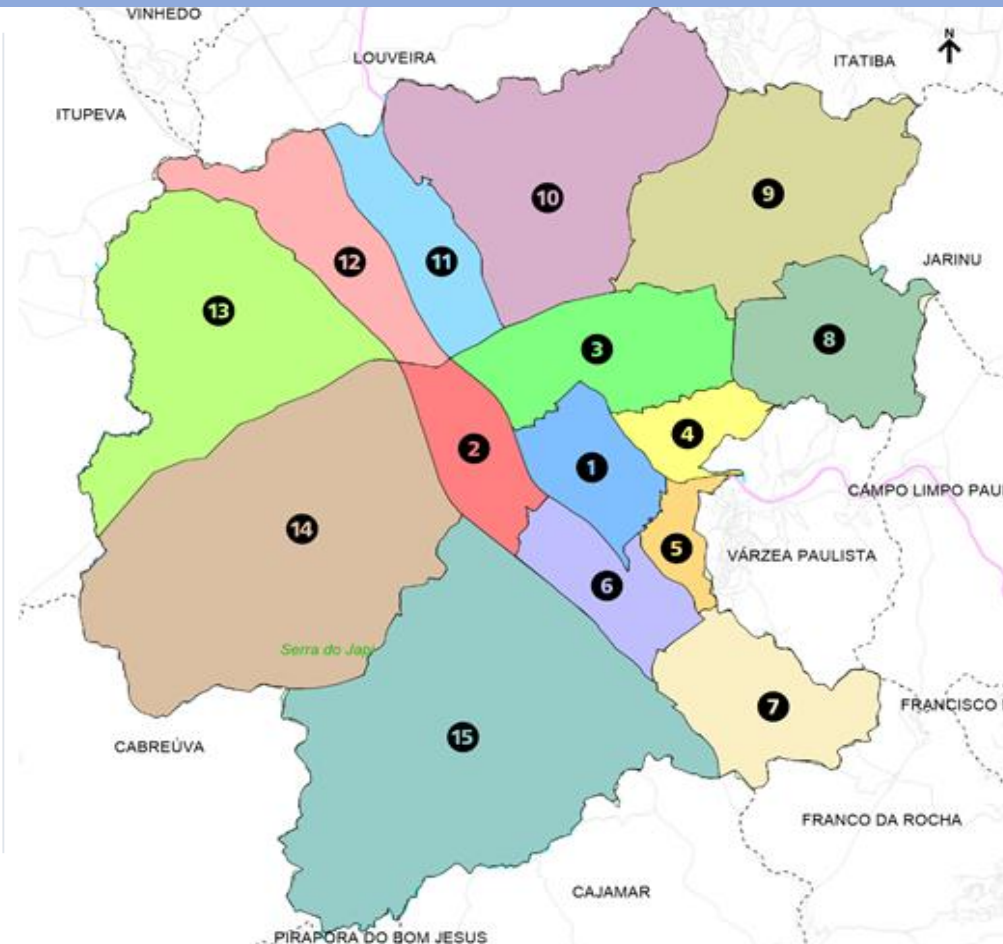 VINHEDO
LOUVEIRA
N
ITATIBA
ITUPEVA
10
9
12
11
JARINU
13
3
8
4
2
1
CAMPO LIMPO PAU
14
5
VÁRZEA PAULISTA
6
Serra do Japi
7
FRANCISCO
15
CABREÚVA
FRANCO DA ROCHA
CAJAMAR
PIRAPORA DO BOM JESUS